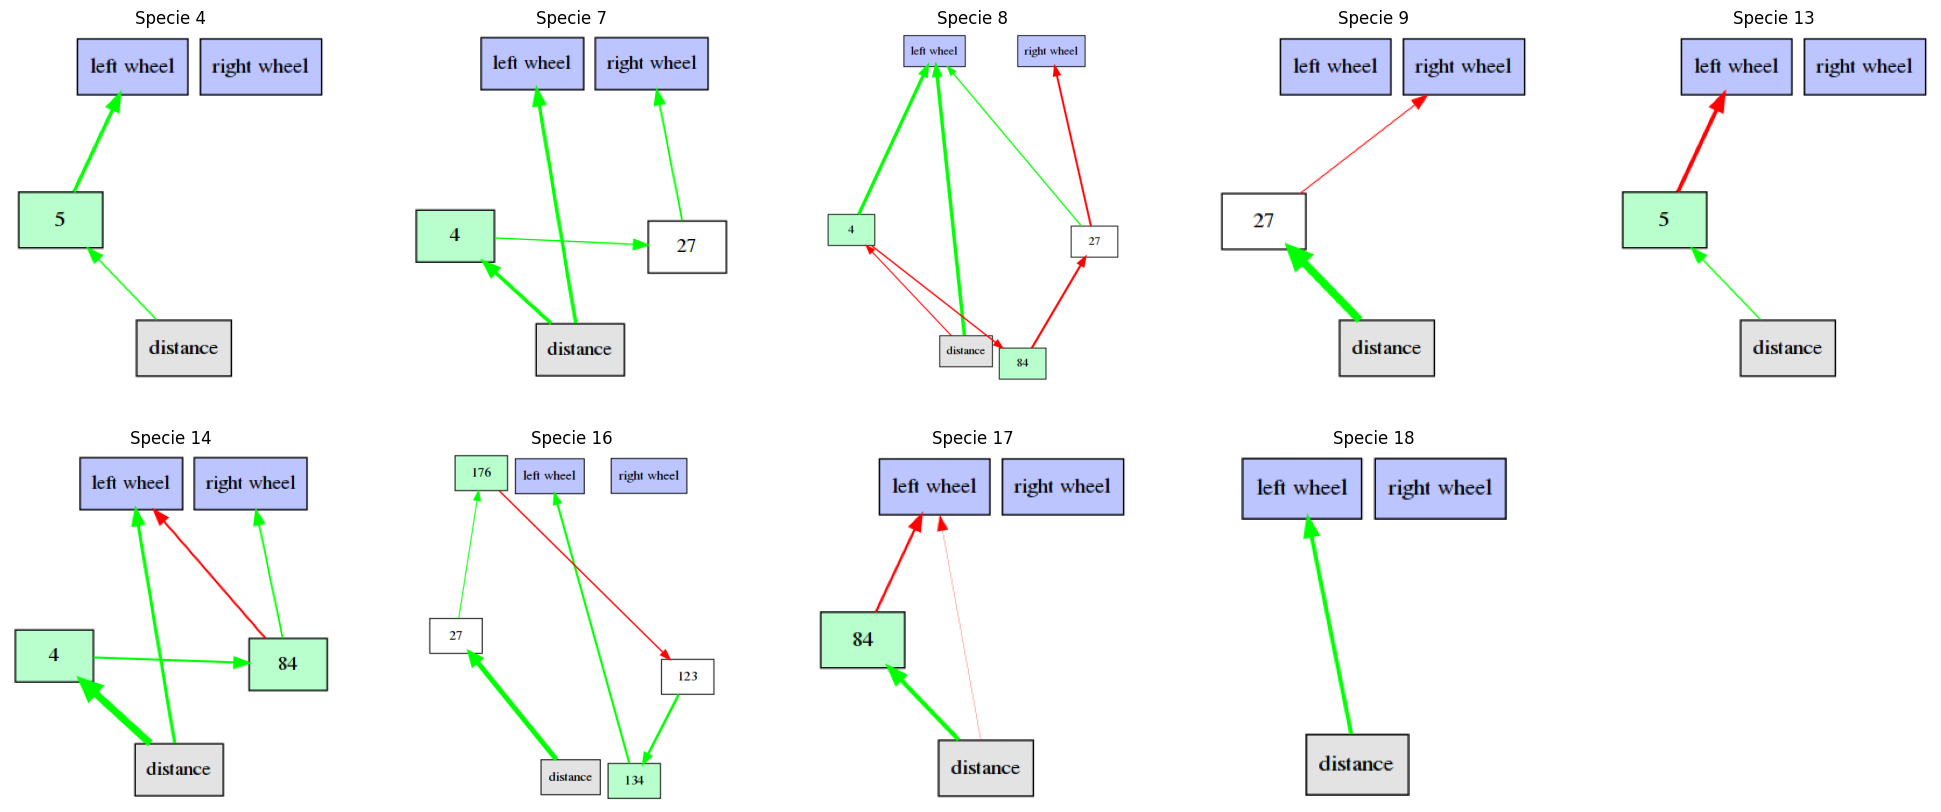 Specie 4
left wheel
right wheel
5
distance
Specie 7
left wheel
right wheel
4
27
distance
Specie 8
left wheel
right wheel
4
27
distance
84
Specie 9
left wheel
right wheel
27
distance
Specie 13
left wheel
right wheel
5
distance
Specie 14
left wheel
right wheel
4
84
distance
Specie 16
176
left wheel
right wheel
27
123
distance
134
Specie 17
left wheel
right wheel
84
distance
Specie 18
left wheel
right wheel
distance